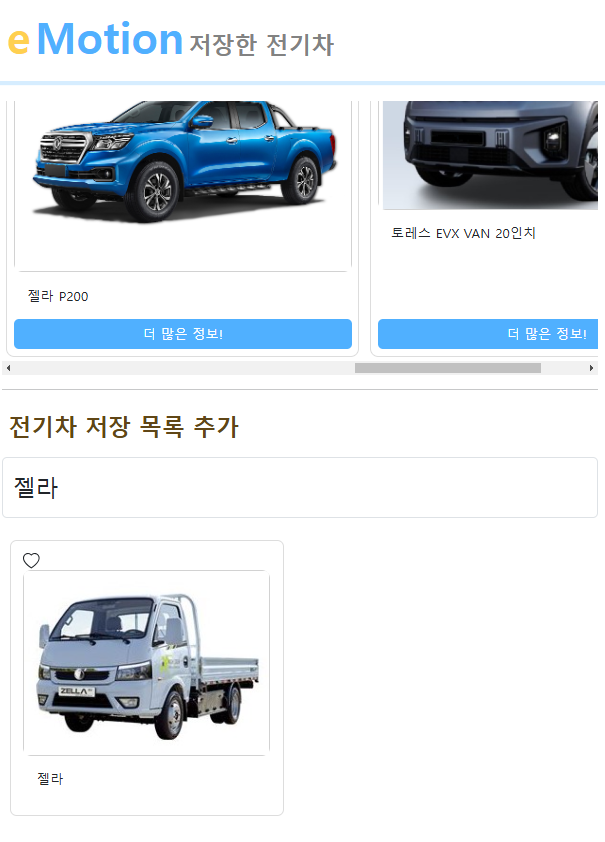 eMotion 저장한 전기차
젤라 P200
토레스 EVX VAN 20인치
더 많은 정보!
더 많은 정보!
전기차 저장 목록 추가
젤라
ZELLA
젤라